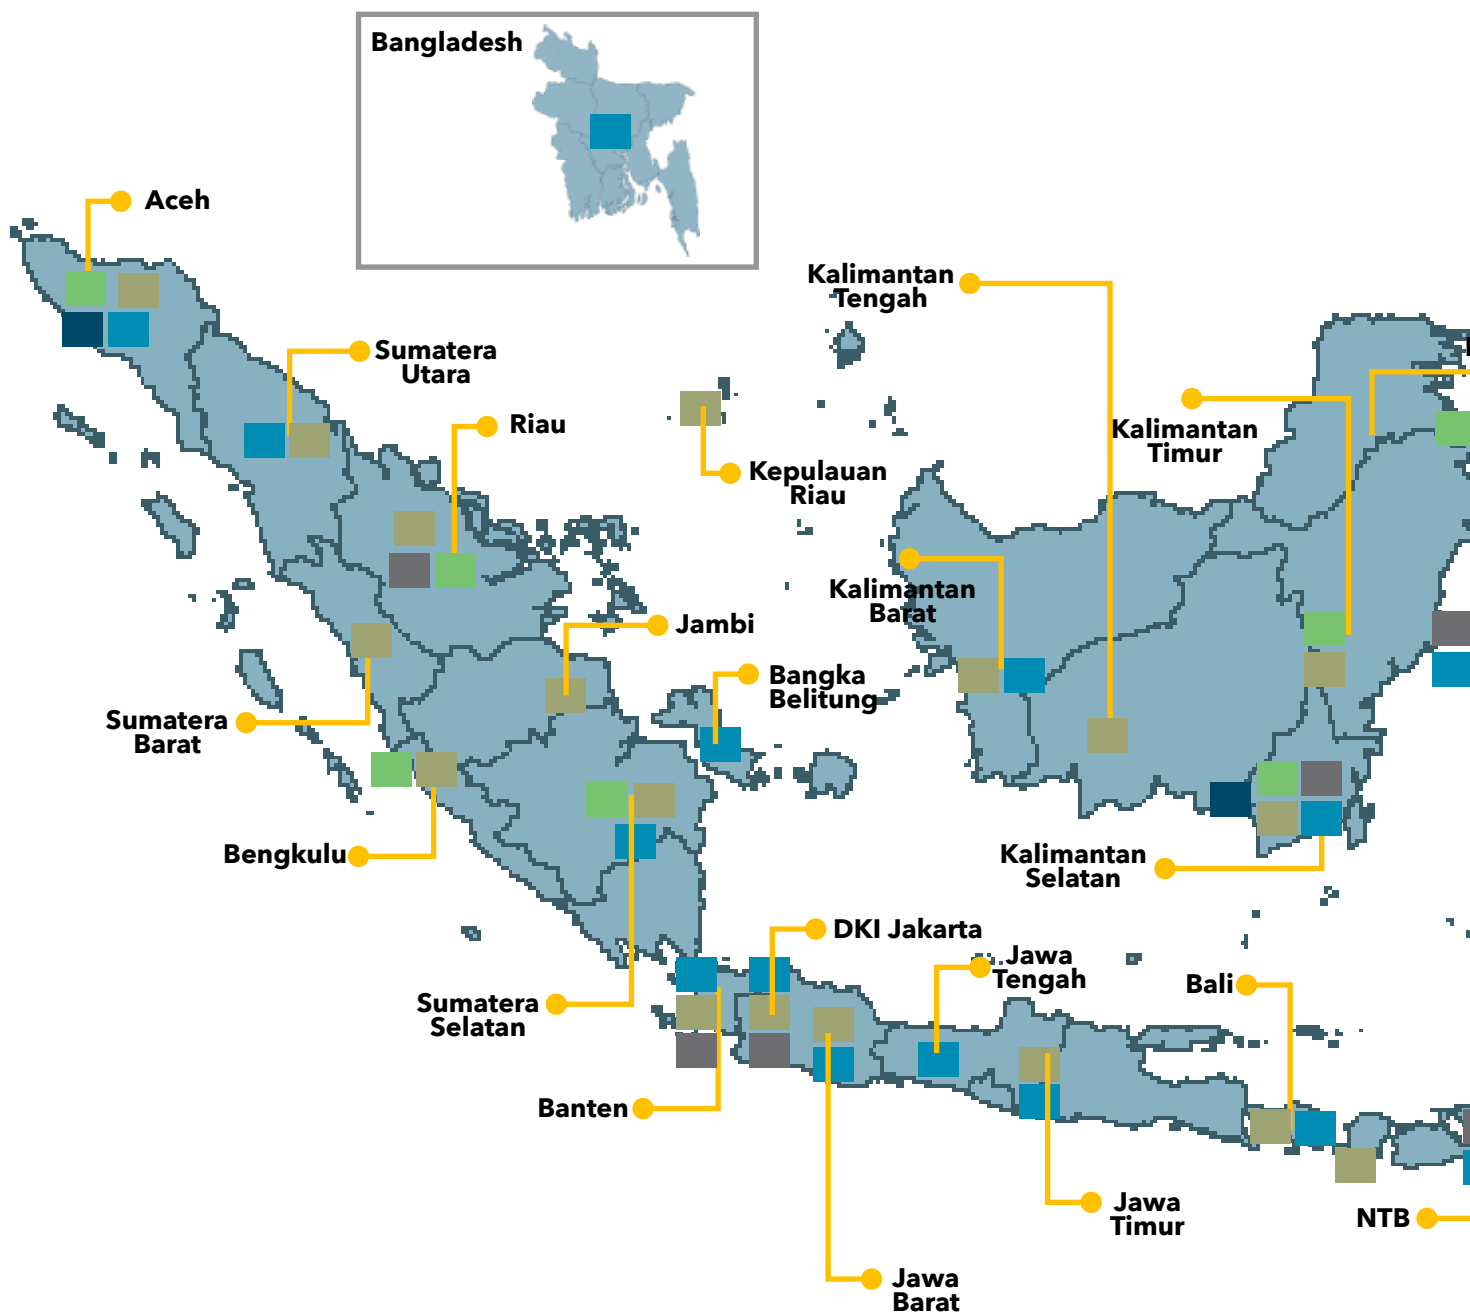 Bangladesh
Aceh
Kalimantan
Tengah
Sumatera
Utara
Riau
Kalimantan
Timur
Kepulauan
Riau
Kalimantan
Barat
Jambi
Bangka
Belitung
Sumatera
Barat
Bengkulu
Kalimantan
Selatan
DKI Jakarta
Jawa
Tengah
Bali
Sumatera
Selatan
Banten
Jawa
Timur
NTB
Jawa
Barat